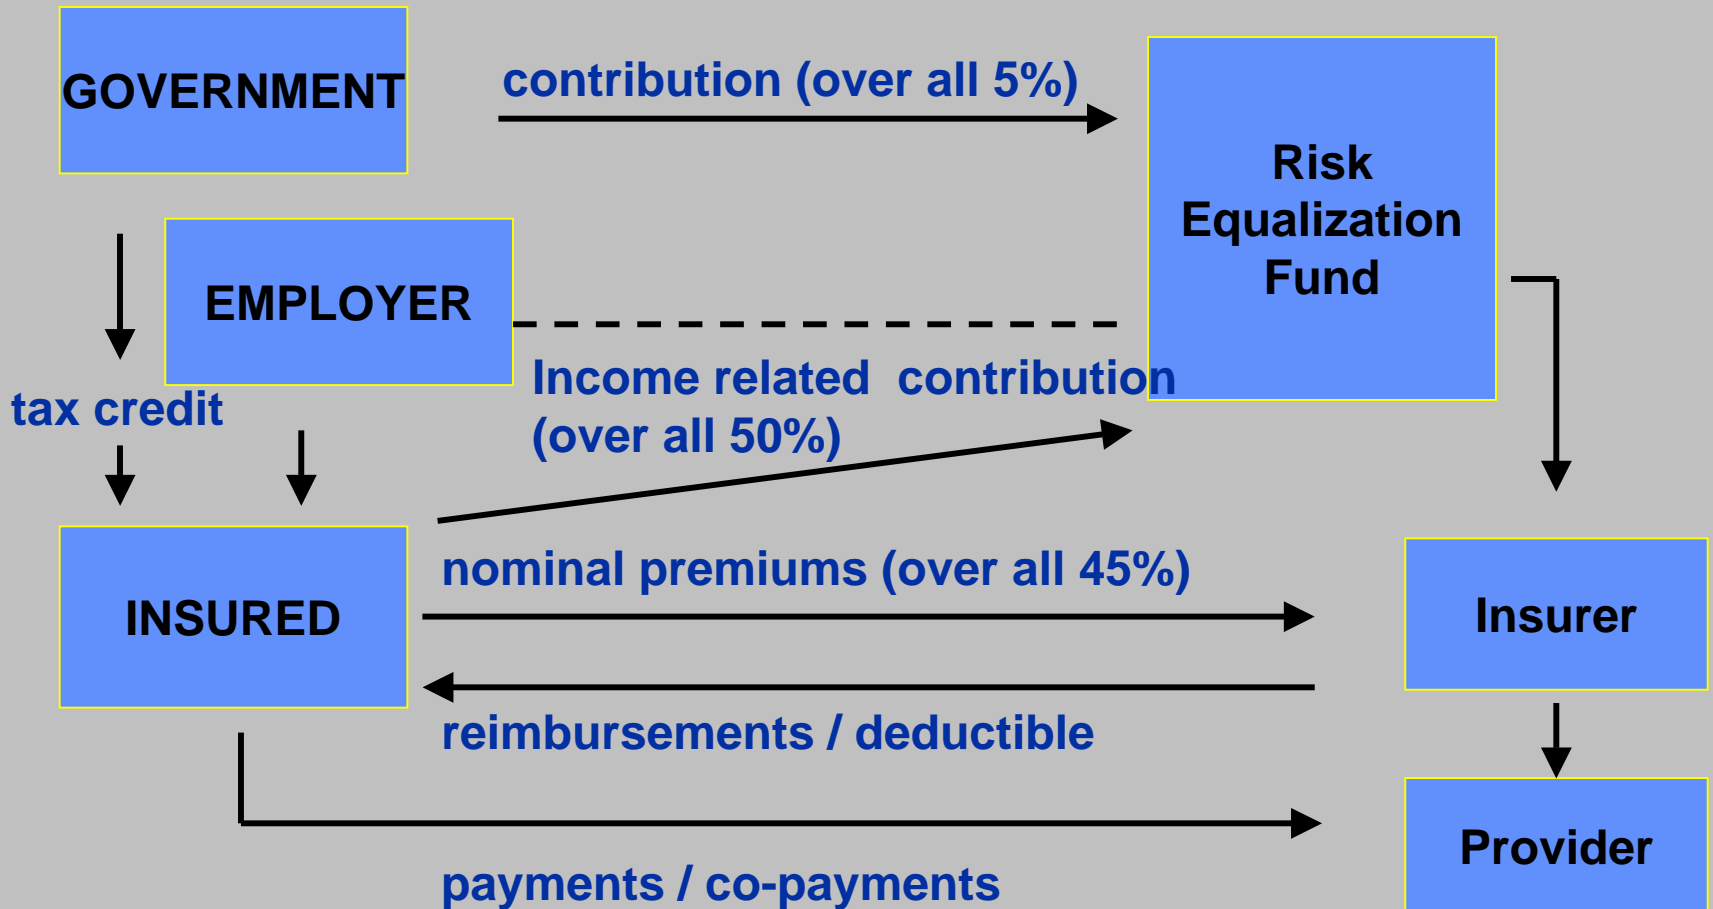 GOVERNMENT
contribution (over all 5%)
Risk
Equalization
Fund
EMPLOYER
Income related  contribution
(over all 50%)
tax credit
INSURED
nominal premiums (over all 45%)
Insurer
reimbursements / deductible
Provider
payments / co-payments